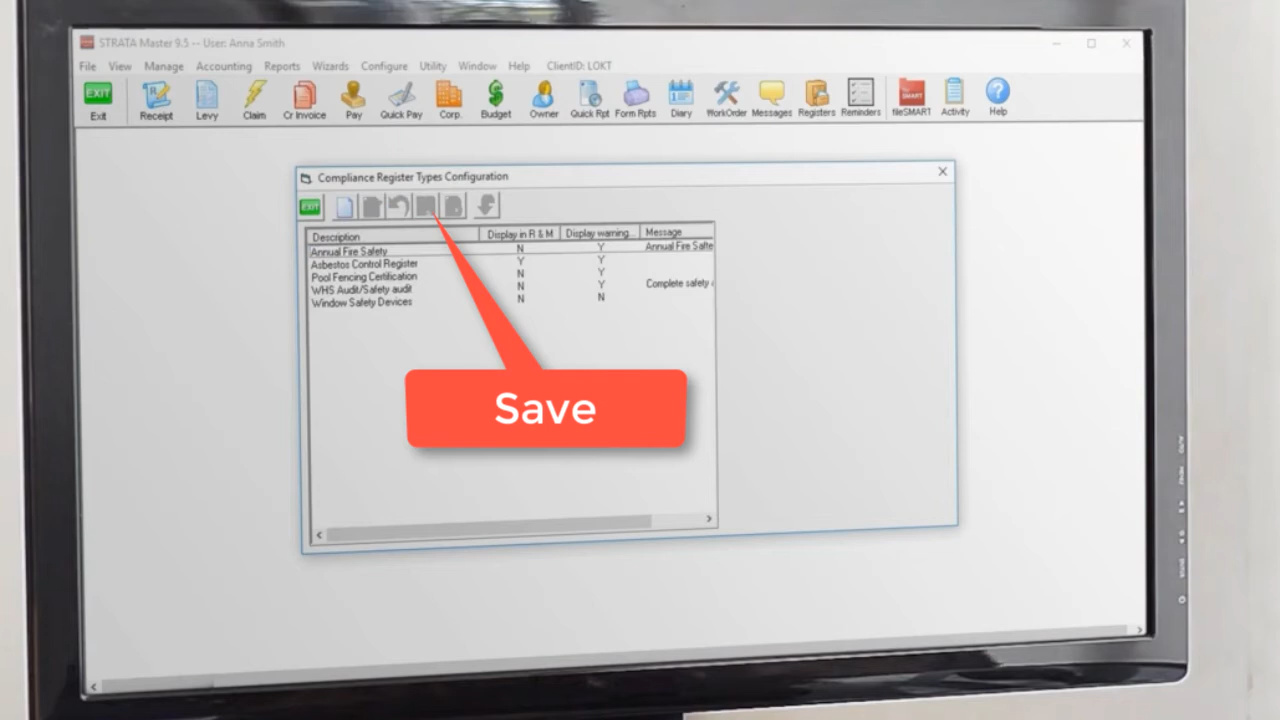 STRATA Master 9.5 -- User: Anna Smith
File View Manage Accounting Reports Wizards Configure Utility Window Help ClientID: LOKT
EXIT
Exit Receipt Levy Claim Cr Invoice Pay Quick Pay Corp. Budget Owner Quick Rpt Form Rpts Diary WorkOrder Messages Registers Reminders fileSMART Activity Help
SMART
Compliance Register Types Configuration
EXIT
Description Display in R & M Display warning... Message
Annual Fire Safety N Y Annual Fire Safe
Asbestos Control Register Y Y
Pool Fencing Certification N Y
WHS Audit/Safety audit N Y Complete safety
Window Safety Devices N N
Save
AUTO
MENU